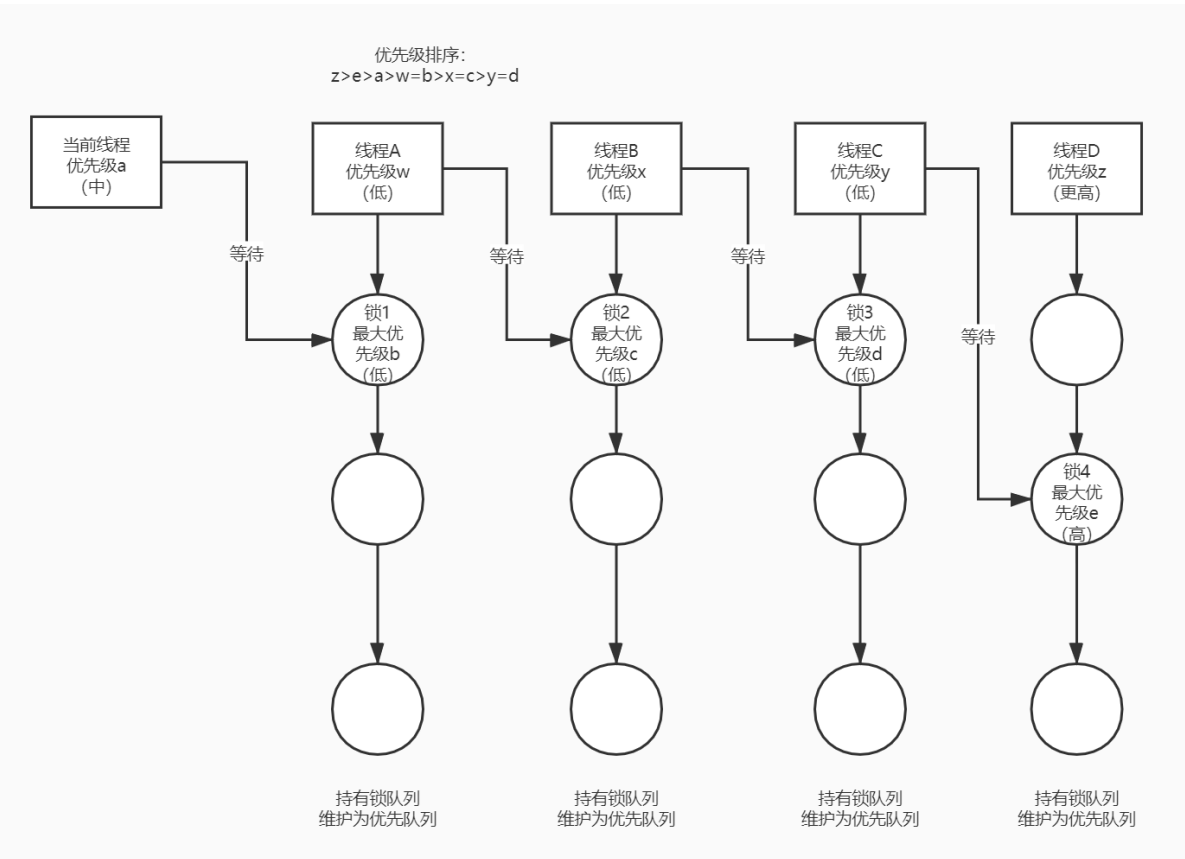 优先级排序：
z>e>a>w=b>x=c>y=d
当前线程
优先级a
(中)
线程A
优先级w
(低)
线程B
优先级x
(低)
线程C
优先级y
(低)
线程D
优先级z
(更高)
等待
等待
等待
等待
锁1
最大优
先级b
(低)
锁2
最大优
先级c
(低)
锁3
最大优
先级d
(低)
锁4
最大优
先级e
(高)
持有锁队列
维护为优先队列
持有锁队列
维护为优先队列
持有锁队列
维护为优先队列
持有锁队列
维护为优先队列